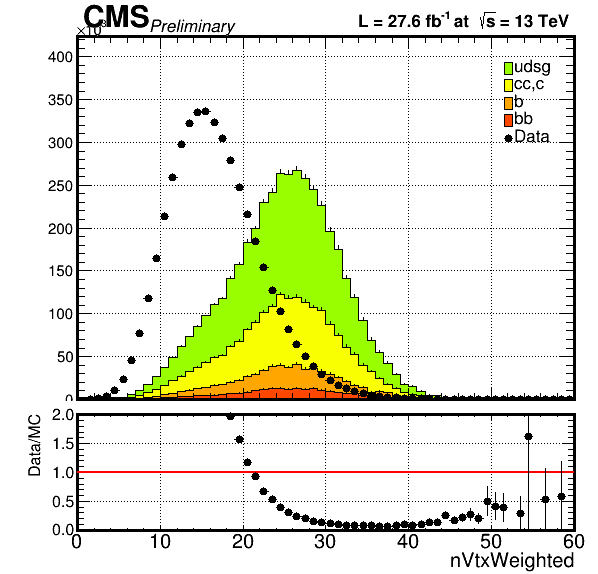 CMS Preliminary L = 27.6 fb⁻¹ at √s = 13 TeV
×10³
400
350
300
250
200
150
100
50
0
udsg
cc,c
b
bb
Data
Data/MC
2.0
1.5
1.0
0.5
0.0
0 10 20 30 40 50 60
nVtxWeighted